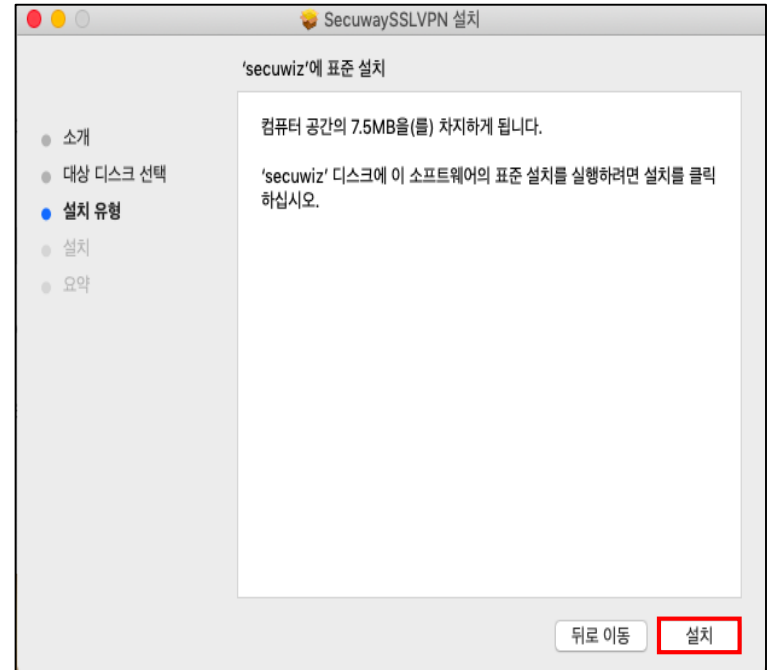 SecuwaySSLVPN 설치
‘secuwiz’에 표준 설치
소개
대상 디스크 선택
설치 유형
설치
요약
컴퓨터 공간의 7.5MB을(를) 차지하게 됩니다.
‘secuwiz’ 디스크에 이 소프트웨어의 표준 설치를 실행하려면 설치를 클릭
하십시오.
뒤로 이동
설치